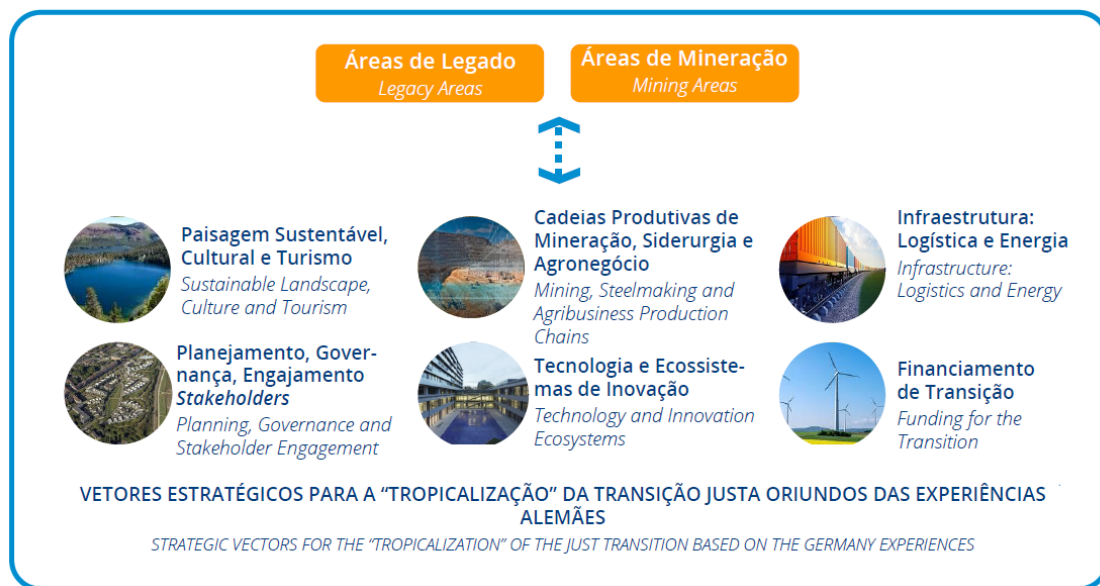 Áreas de Legado
Legacy Areas
Áreas de Mineração
Mining Areas
Paisagem Sustentável,
Cultural e Turismo
Sustainable Landscape,
Culture and Tourism
Cadeias Produtivas de
Mineração, Siderurgia e
Agronegócio
Mining, Steelmaking and
Agribusiness Production
Chains
Infraestrutura:
Logística e Energia
Infrastructure:
Logistics and Energy
Planejamento, Gover-
nança, Engajamento
Stakeholders
Planning, Governance and
Stakeholder Engagement
Tecnologia e Ecossiste-
mas de Inovação
Technology and Innovation
Ecosystems
Financiamento
de Transição
Funding for the
Transition
VETORES ESTRATÉGICOS PARA A “TROPICALIZAÇÃO” DA TRANSIÇÃO JUSTA ORIUNDOS DAS EXPERIÊNCIAS
ALEMÃES
STRATEGIC VECTORS FOR THE “TROPICALIZATION” OF THE JUST TRANSITION BASED ON THE GERMANY EXPERIENCES